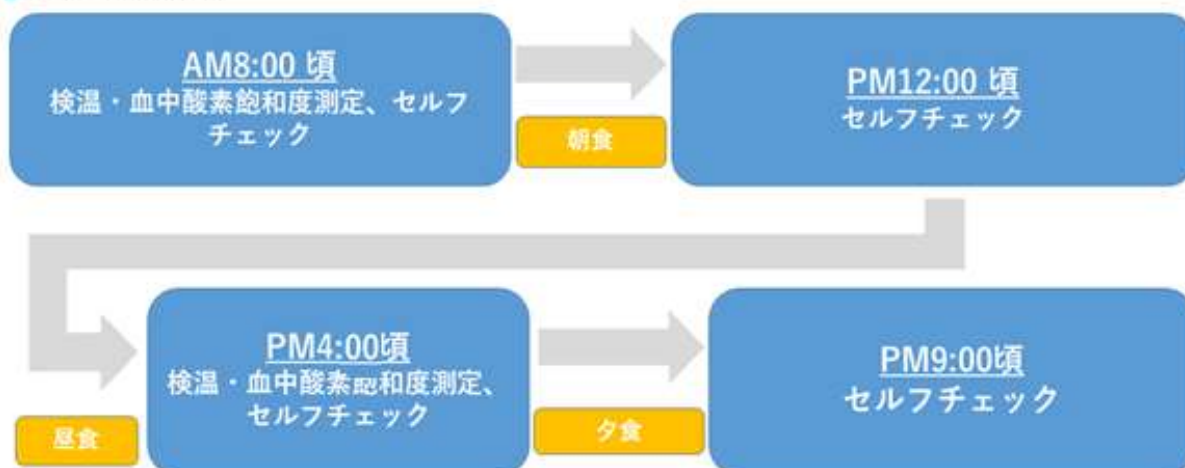 AM8:00 頃
検温・血中酸素飽和度測定、セルフ
チェック
朝食
PM12:00 頃
セルフチェック
昼食
PM4:00頃
検温・血中酸素飽和度測定、
セルフチェック
夕食
PM9:00頃
セルフチェック